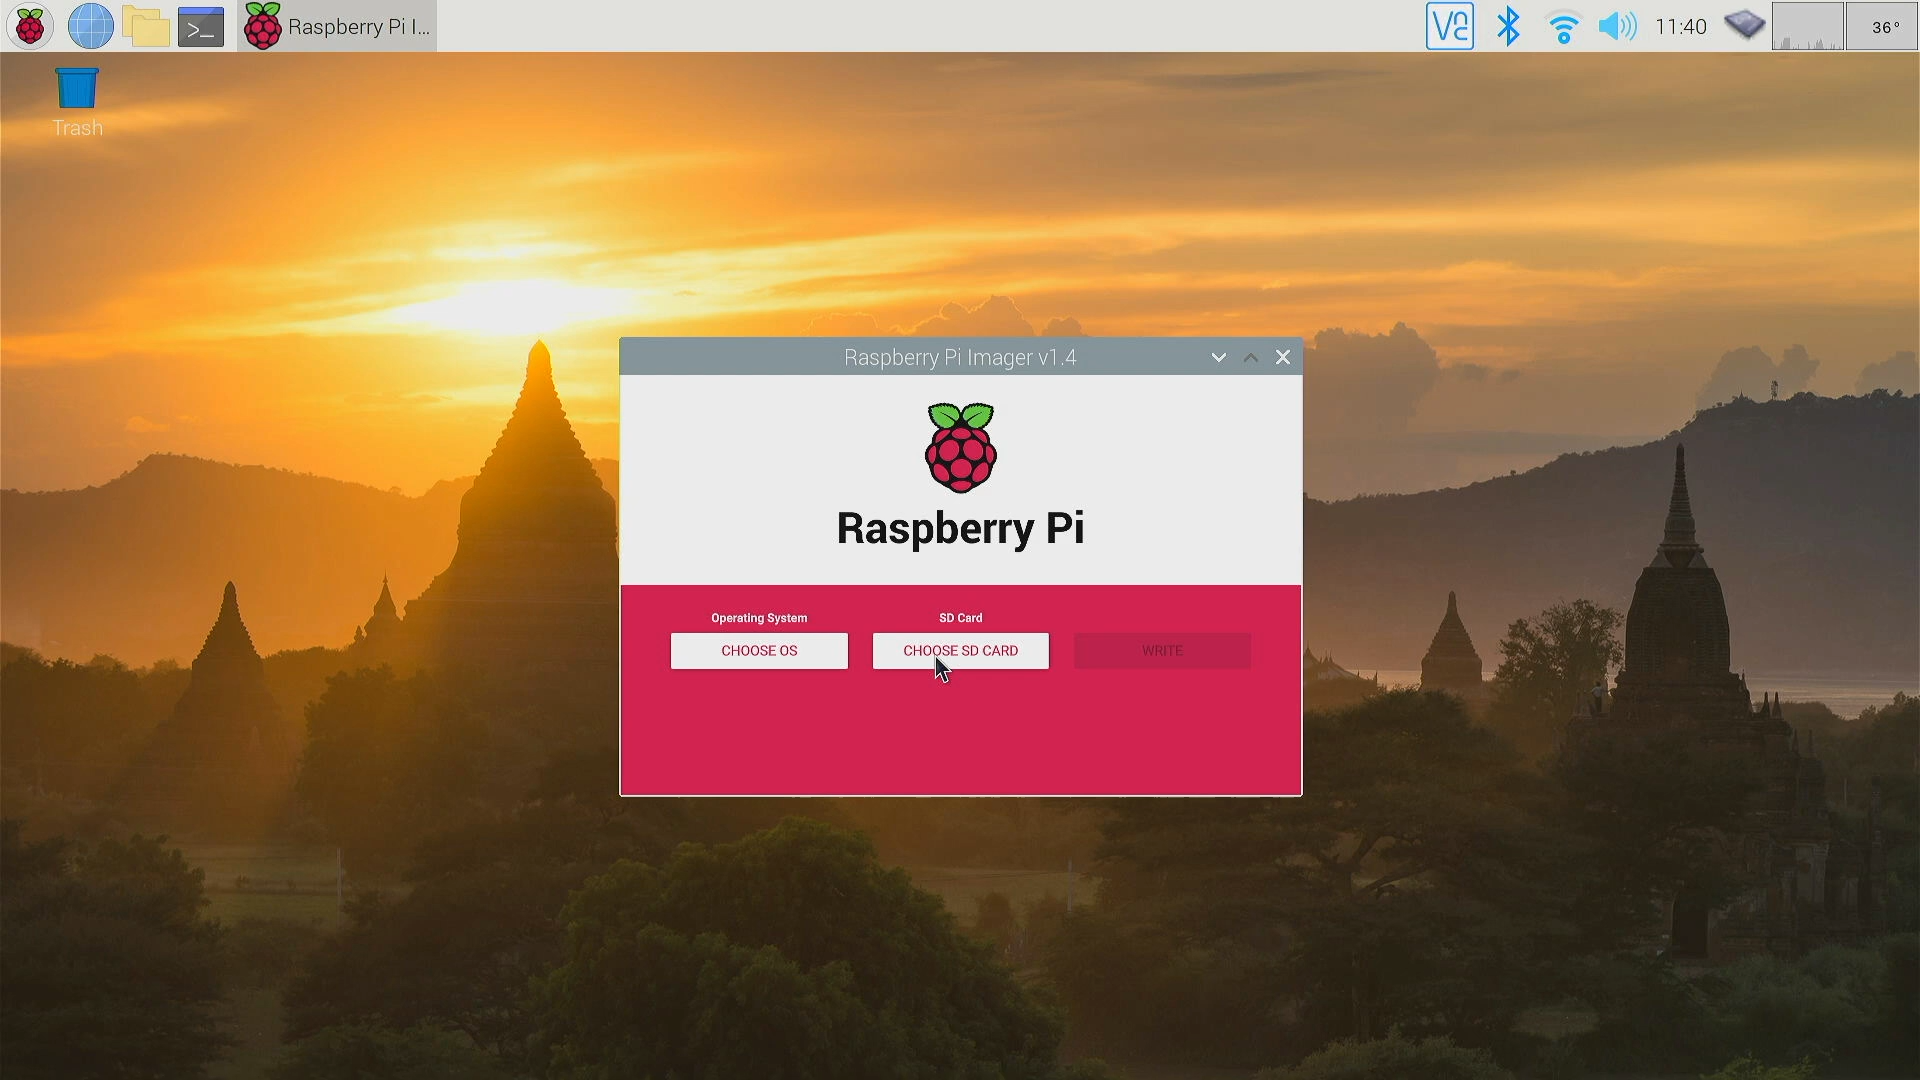 Raspberry Pi I...
VNC
11:40
36°
Trash
Raspberry Pi Imager v1.4
Raspberry Pi
Operating System
SD Card
CHOOSE OS
CHOOSE SD CARD
WRITE